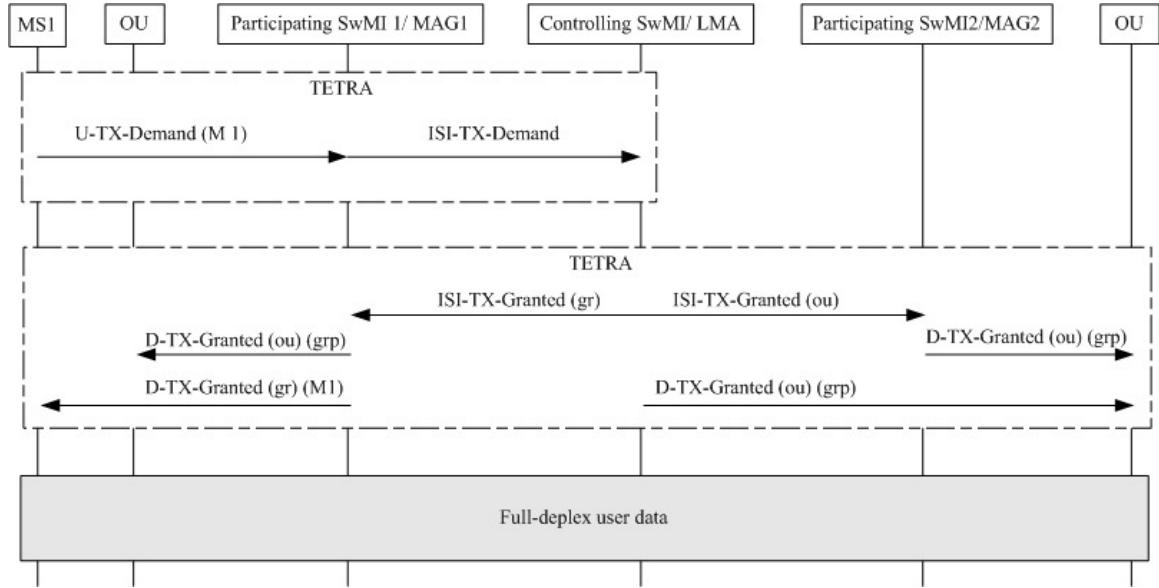 MS1
OU
Participating SwMI 1/ MAG1
Controlling SwMI/ LMA
Participating SwMI2/MAG2
OU
TETRA
U-TX-Demand (M 1)
ISI-TX-Demand
TETRA
ISI-TX-Granted (gr)
ISI-TX-Granted (ou)
D-TX-Granted (ou) (grp)
D-TX-Granted (ou) (grp)
D-TX-Granted (gr) (M1)
D-TX-Granted (ou) (grp)
Full-deplex user data